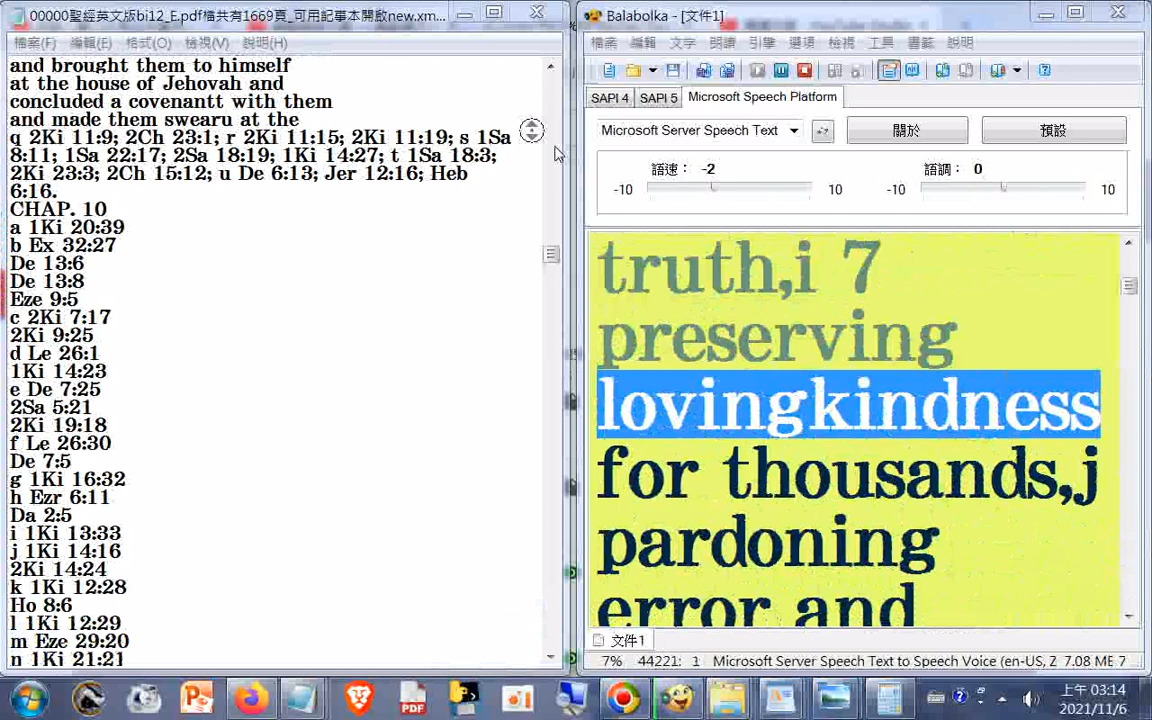 00000聖經英文版bi12_E.pdf檔共有1669頁_可用記事本開啟new.xm...
檔案(F) 編輯(E) 格式(O) 檢視(V) 說明(H)
and brought them to himself
at the house of Jehovah and
concluded a covenantt with them
and made them swearu at the
q 2Ki 11:9; 2Ch 23:1; r 2Ki 11:15; 2Ki 11:19; s 1Sa
8:11; 1Sa 22:17; 2Sa 18:19; 1Ki 14:27; t 1Sa 18:3;
2Ki 23:3; 2Ch 15:12; u De 6:13; Jer 12:16; Heb
6:16.
CHAP. 10
a 1Ki 20:39
b Ex 32:27
De 13:6
De 13:8
Eze 9:5
c 2Ki 7:17
2Ki 9:25
d Le 26:1
1Ki 14:23
e De 7:25
2Sa 5:21
2Ki 19:18
f Le 26:30
De 7:5
g 1Ki 16:32
h Ezr 6:11
Da 2:5
i 1Ki 13:33
j 1Ki 14:16
2Ki 14:24
k 1Ki 12:28
Ho 8:6
l 1Ki 12:29
m Eze 29:20
n 1Ki 21:21
Balabolka - [文件1]
檔案 編輯 文字 朗讀 引擎 選項 檢視 工具 書籤 說明
SAPI 4 SAPI 5 Microsoft Speech Platform
Microsoft Server Speech Text 關於 預設
語速： -2 語調： 0
-10 10 -10 10
truth,i 7
preserving
lovingkindness
for thousands,j
pardoning
error and
文件1
7% 44221: 1 Microsoft Server Speech Text to Speech Voice (en-US, Z 7.08 МЕ 7
PDF
上午 03:14
2021/11/6